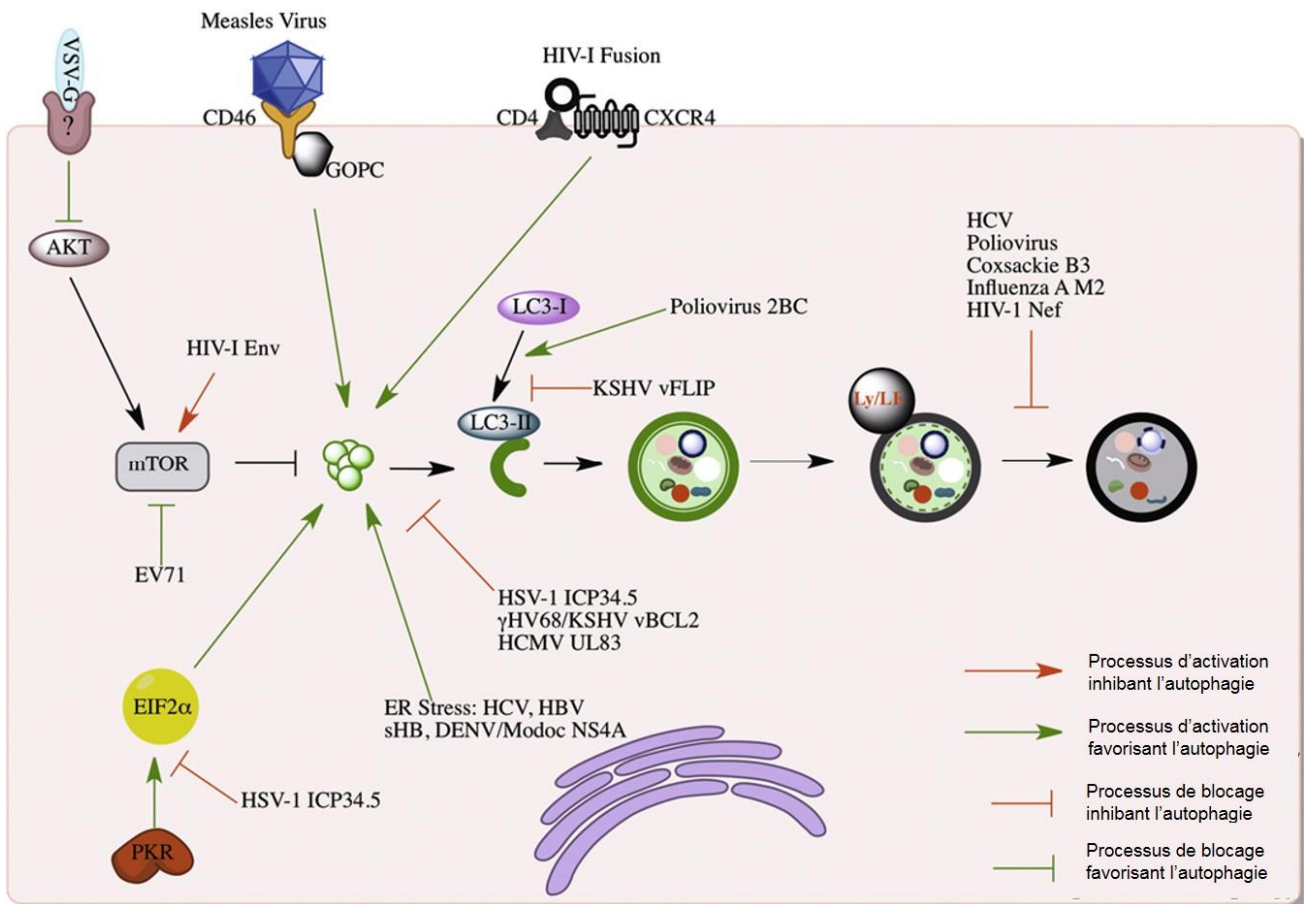 Measles Virus
VSV-G
?
CD46
GOPC
HIV-I Fusion
CD4
CXCR4
AKT
HCV
Poliovirus
Coxsackie B3
Influenza A M2
HIV-1 Nef
LC3-I
Poliovirus 2BC
HIV-I Env
KSHV vFLIP
Ly/LE
LC3-II
mTOR
EV71
HSV-1 ICP34.5
γHV68/KSHV vBCL2
HCMV UL83
EIF2α
ER Stress: HCV, HBV
sHB, DENV/Modoc NS4A
HSV-1 ICP34.5
PKR
Processus d'activation
inhibant l'autophagie
Processus d'activation
favorisant l'autophagie
Processus de blocage
inhibant l'autophagie
Processus de blocage
favorisant l'autophagie